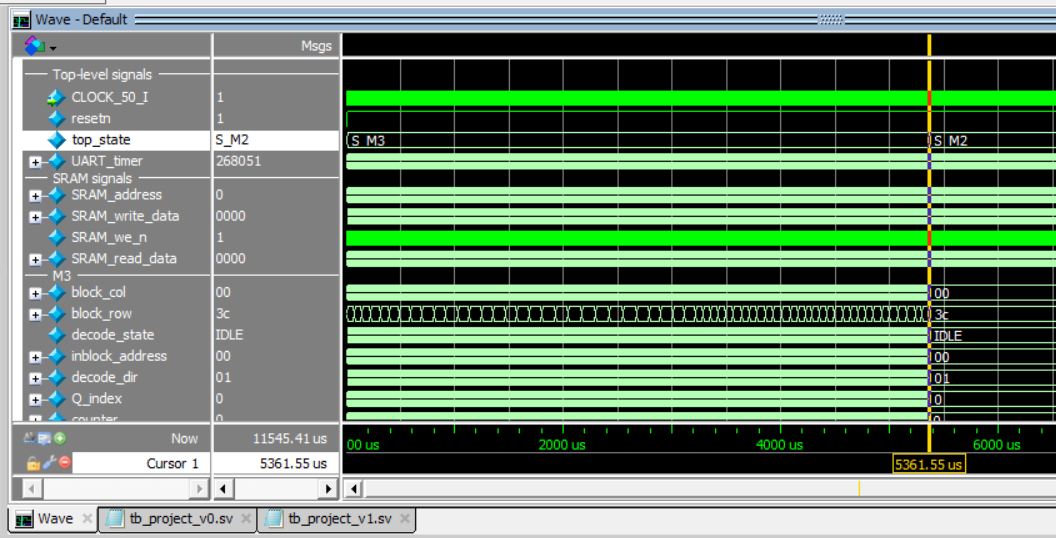 Wave - Default
Msgs
Top-level signals
CLOCK_50_I 1
resetn 1
top_state S_M2 S_M3 S_M2
UART_timer 268051
SRAM signals
SRAM_address 0
SRAM_write_data 0000
SRAM_we_n 1
SRAM_read_data 0000
M3
block_col 00 00
block_row 3c 3c
decode_state IDLE IDLE
inblock_address 00 00
decode_dir 01 01
Q_index 0 0
counter 0 0
Now 11545.41 us 00 us 2000 us 4000 us 6000 us
Cursor 1 5361.55 us 5361.55 us
Wave tb_project_v0.sv tb_project_v1.sv